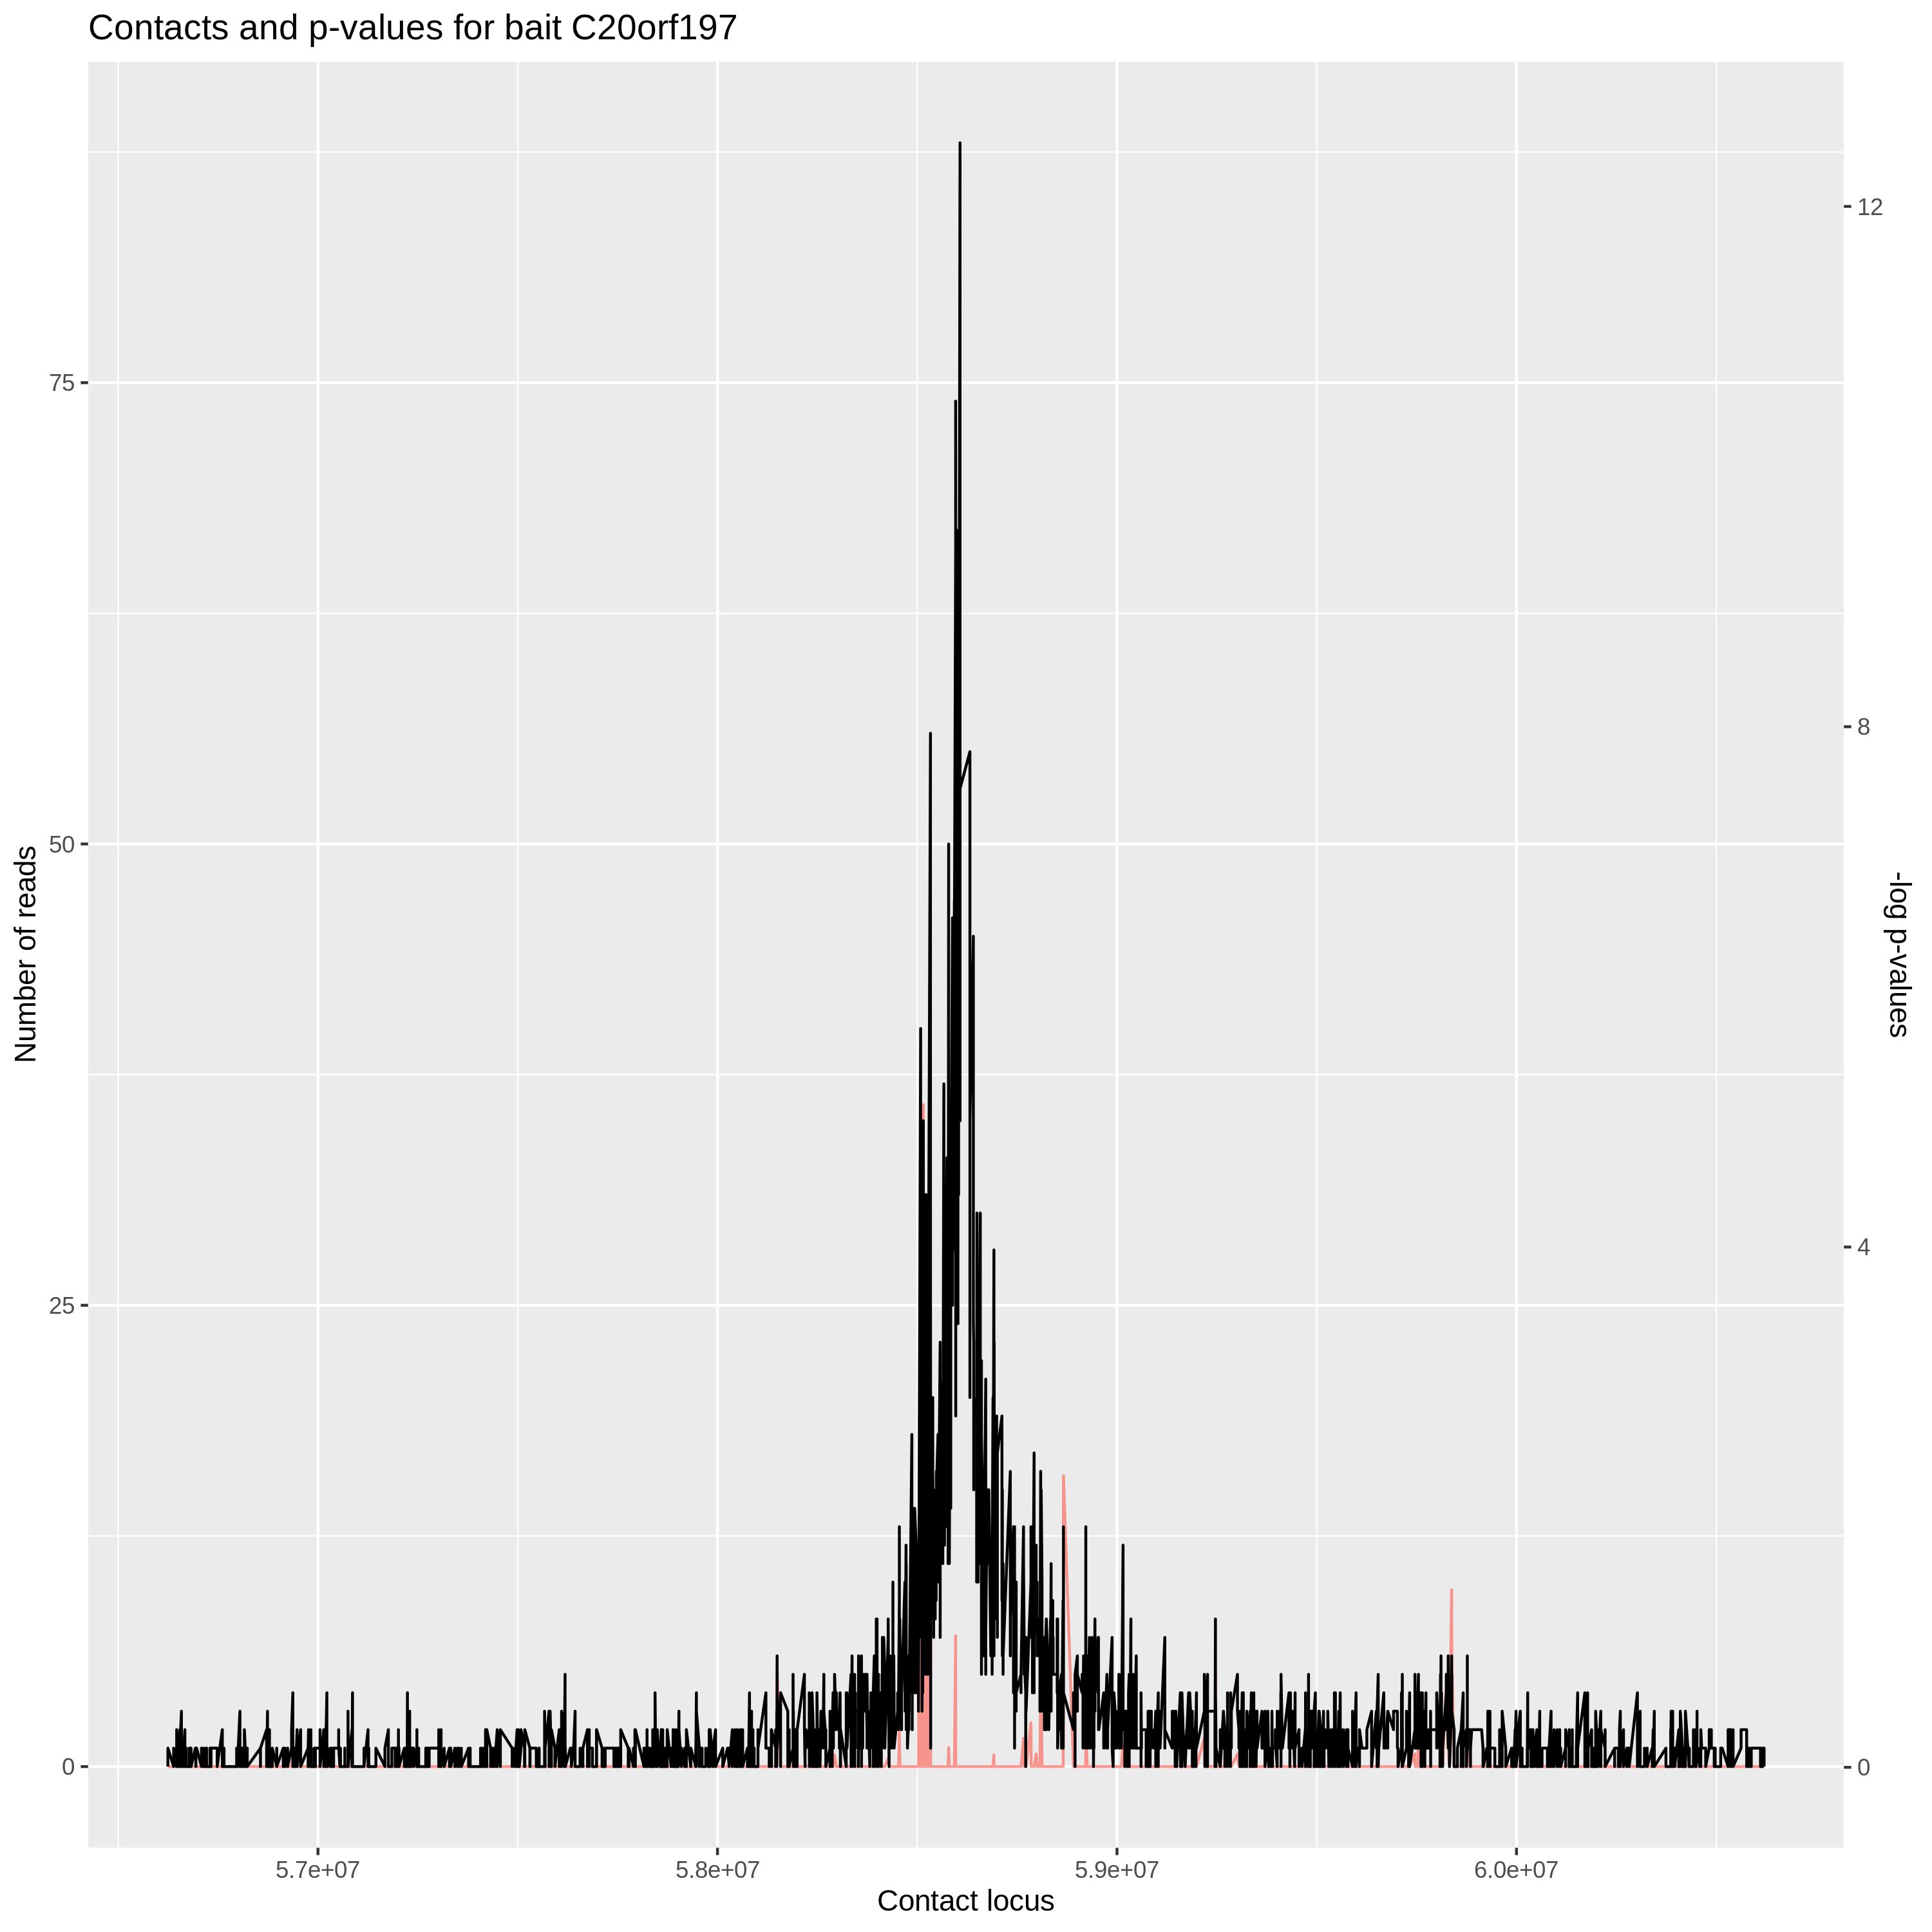 Contacts and p-values for bait C20orf197
12
75
8
50
Number of reads
-log p-values
4
25
0
0
5.7e+07
5.8e+07
5.9e+07
6.0e+07
Contact locus